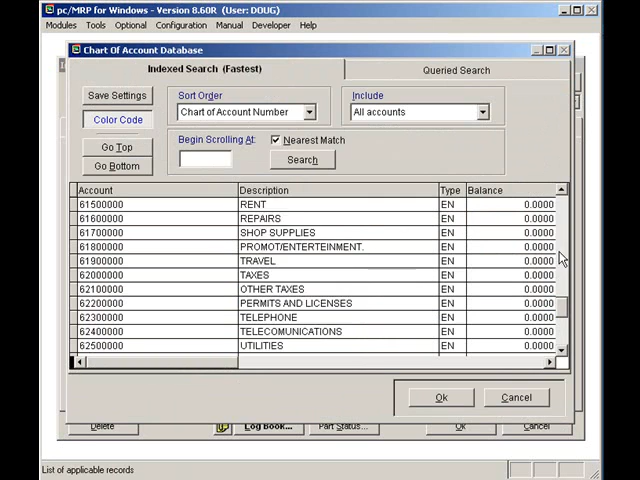 pc/MRP for Windows - Version 8.60R (User: DOUG)
Modules Tools Optional Configuration Manual Developer Help
Chart Of Account Database
Indexed Search (Fastest) Queried Search
Save Settings
Color Code
Go Top
Go Bottom
Sort Order
Chart of Account Number
Include
All accounts
Begin Scrolling At:
Nearest Match
Search
Account Description Type Balance
61500000 RENT EN 0.0000
61600000 REPAIRS EN 0.0000
61700000 SHOP SUPPLIES EN 0.0000
61800000 PROMOT/ENTERTEINMENT. EN 0.0000
61900000 TRAVEL EN 0.0000
62000000 TAXES EN 0.0000
62100000 OTHER TAXES EN 0.0000
62200000 PERMITS AND LICENSES EN 0.0000
62300000 TELEPHONE EN 0.0000
62400000 TELECOMUNICATIONS EN 0.0000
62500000 UTILITIES EN 0.0000
Ok Cancel
Delete Log Book... Part Status... Ok Cancel
List of applicable records